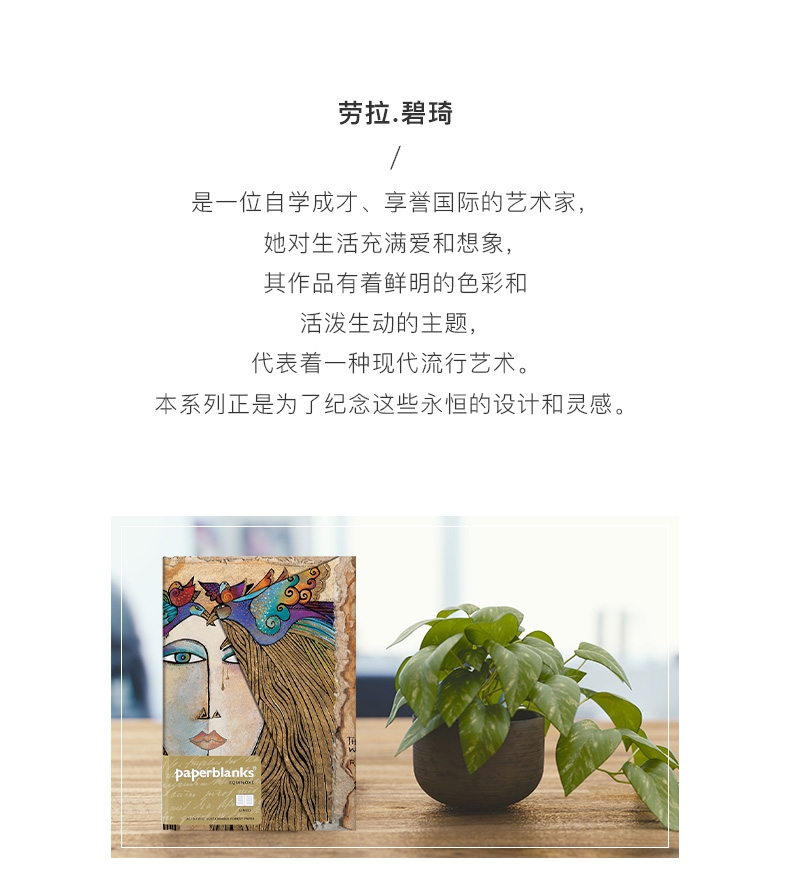 劳拉.碧琦
/
是一位自学成才、享誉国际的艺术家，
她对生活充满爱和想象，
其作品有着鲜明的色彩和
活泼生动的主题，
代表着一种现代流行艺术。
本系列正是为了纪念这些永恒的设计和灵感。
paperblanks®